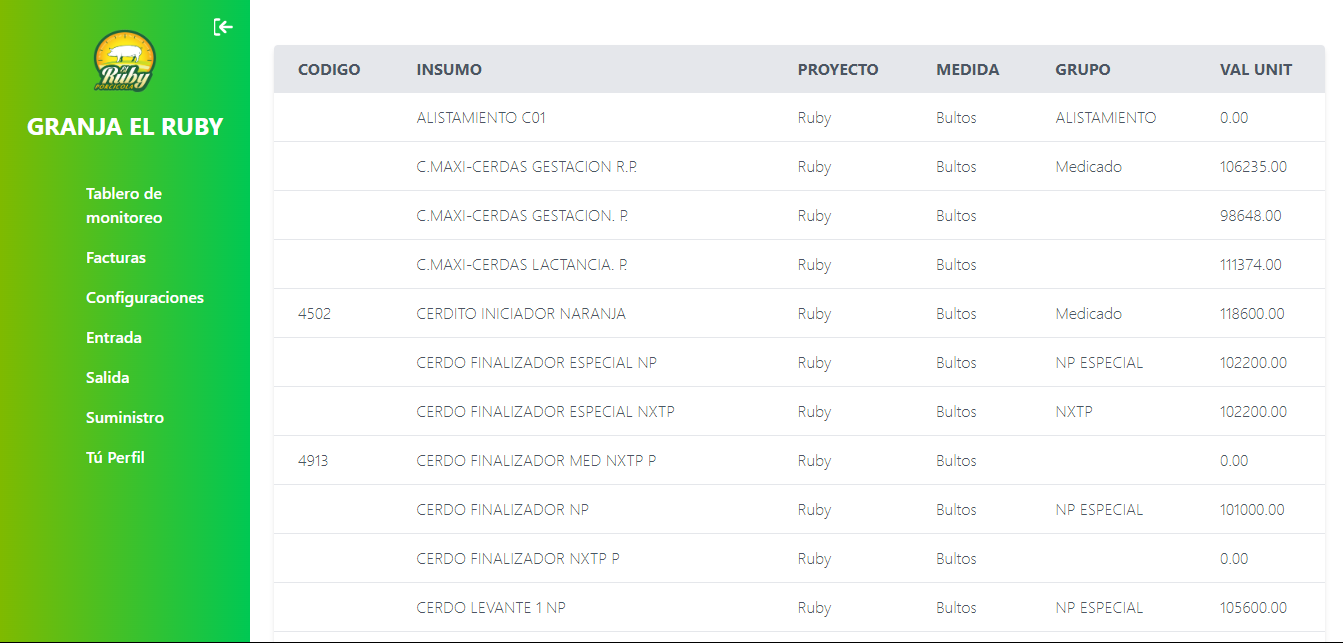 El
Ruby
PORCICOLA
GRANJA EL RUBY
Tablero de
monitoreo
Facturas
Configuraciones
Entrada
Salida
Suministro
Tú Perfil
CODIGO INSUMO PROYECTO MEDIDA GRUPO VAL UNIT
ALISTAMIENTO C01 Ruby Bultos ALISTAMIENTO 0.00
C.MAXI-CERDAS GESTACION R.P. Ruby Bultos Medicado 106235.00
C.MAXI-CERDAS GESTACION. P. Ruby Bultos 98648.00
C.MAXI-CERDAS LACTANCIA. P. Ruby Bultos 111374.00
4502 CERDITO INICIADOR NARANJA Ruby Bultos Medicado 118600.00
CERDO FINALIZADOR ESPECIAL NP Ruby Bultos NP ESPECIAL 102200.00
CERDO FINALIZADOR ESPECIAL NXTP Ruby Bultos NXTP 102200.00
4913 CERDO FINALIZADOR MED NXTP P Ruby Bultos 0.00
CERDO FINALIZADOR NP Ruby Bultos NP ESPECIAL 101000.00
CERDO FINALIZADOR NXTP P Ruby Bultos 0.00
CERDO LEVANTE 1 NP Ruby Bultos NP ESPECIAL 105600.00